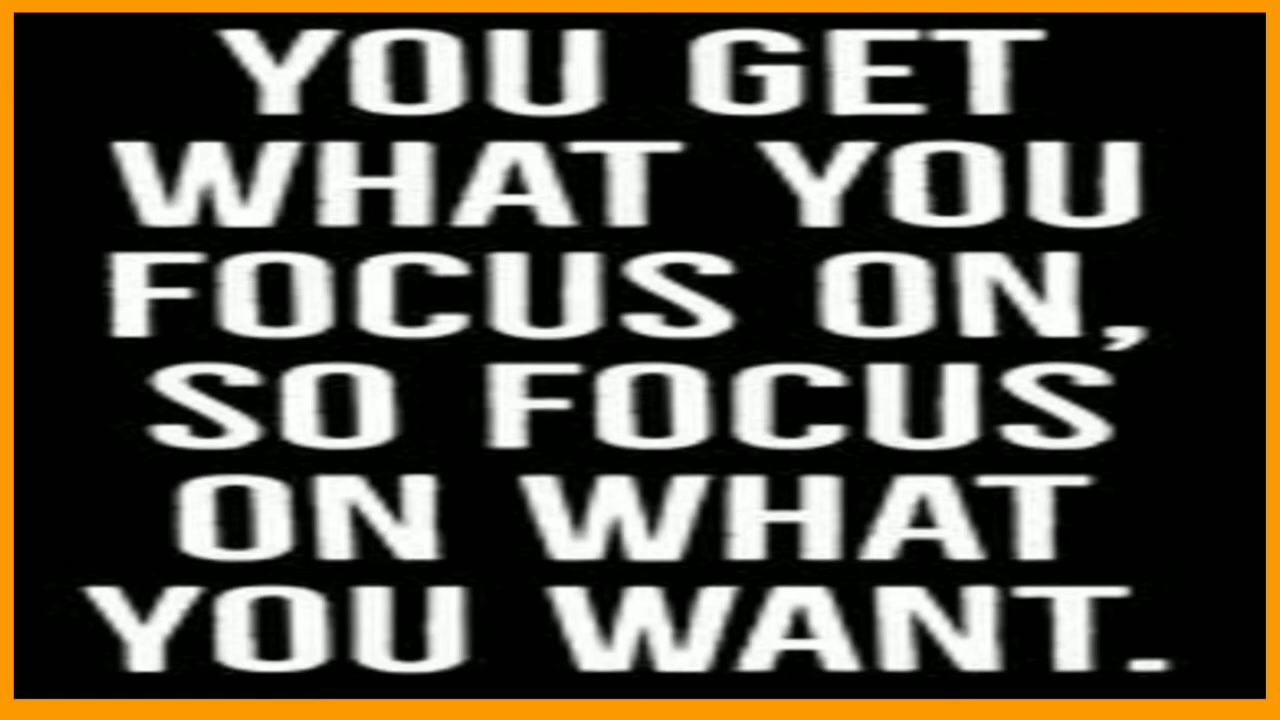 YOU GET
WHAT YOU
FOCUS ON,
SO FOCUS
ON WHAT
YOU WANT.